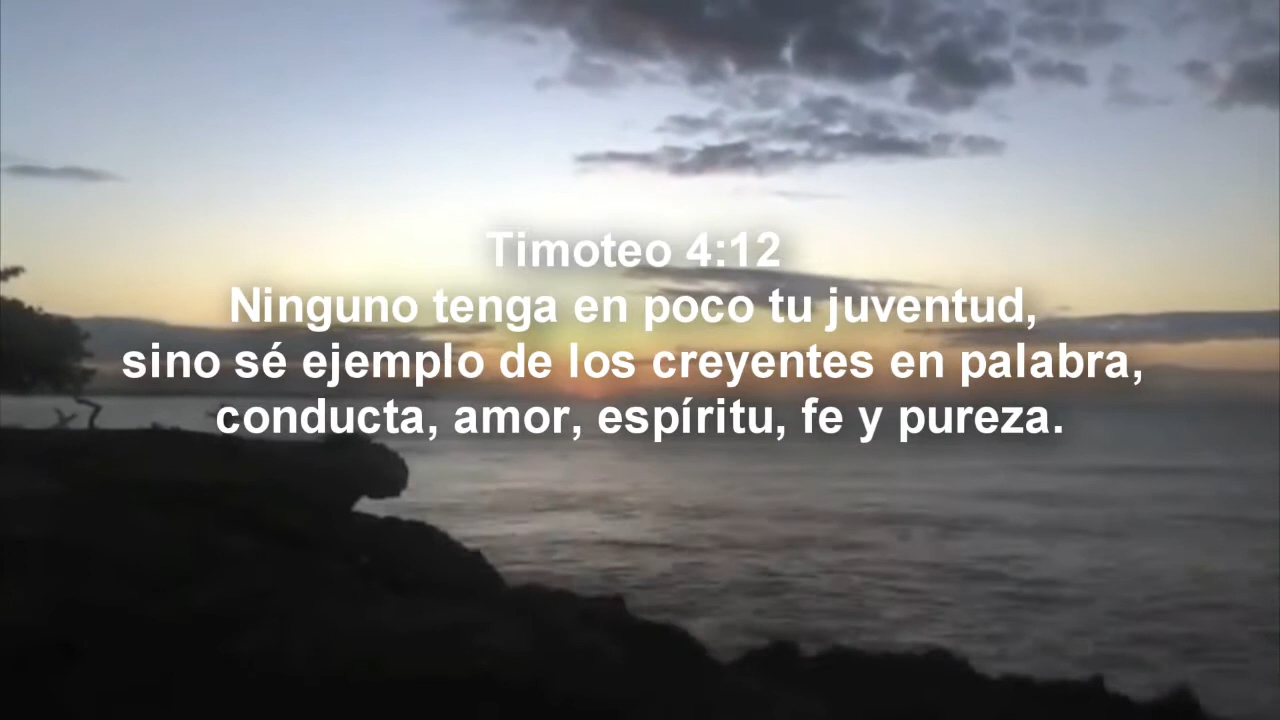 Timoteo 4:12
Ninguno tenga en poco tu juventud,
sino sé ejemplo de los creyentes en palabra,
conducta, amor, espíritu, fe y pureza.